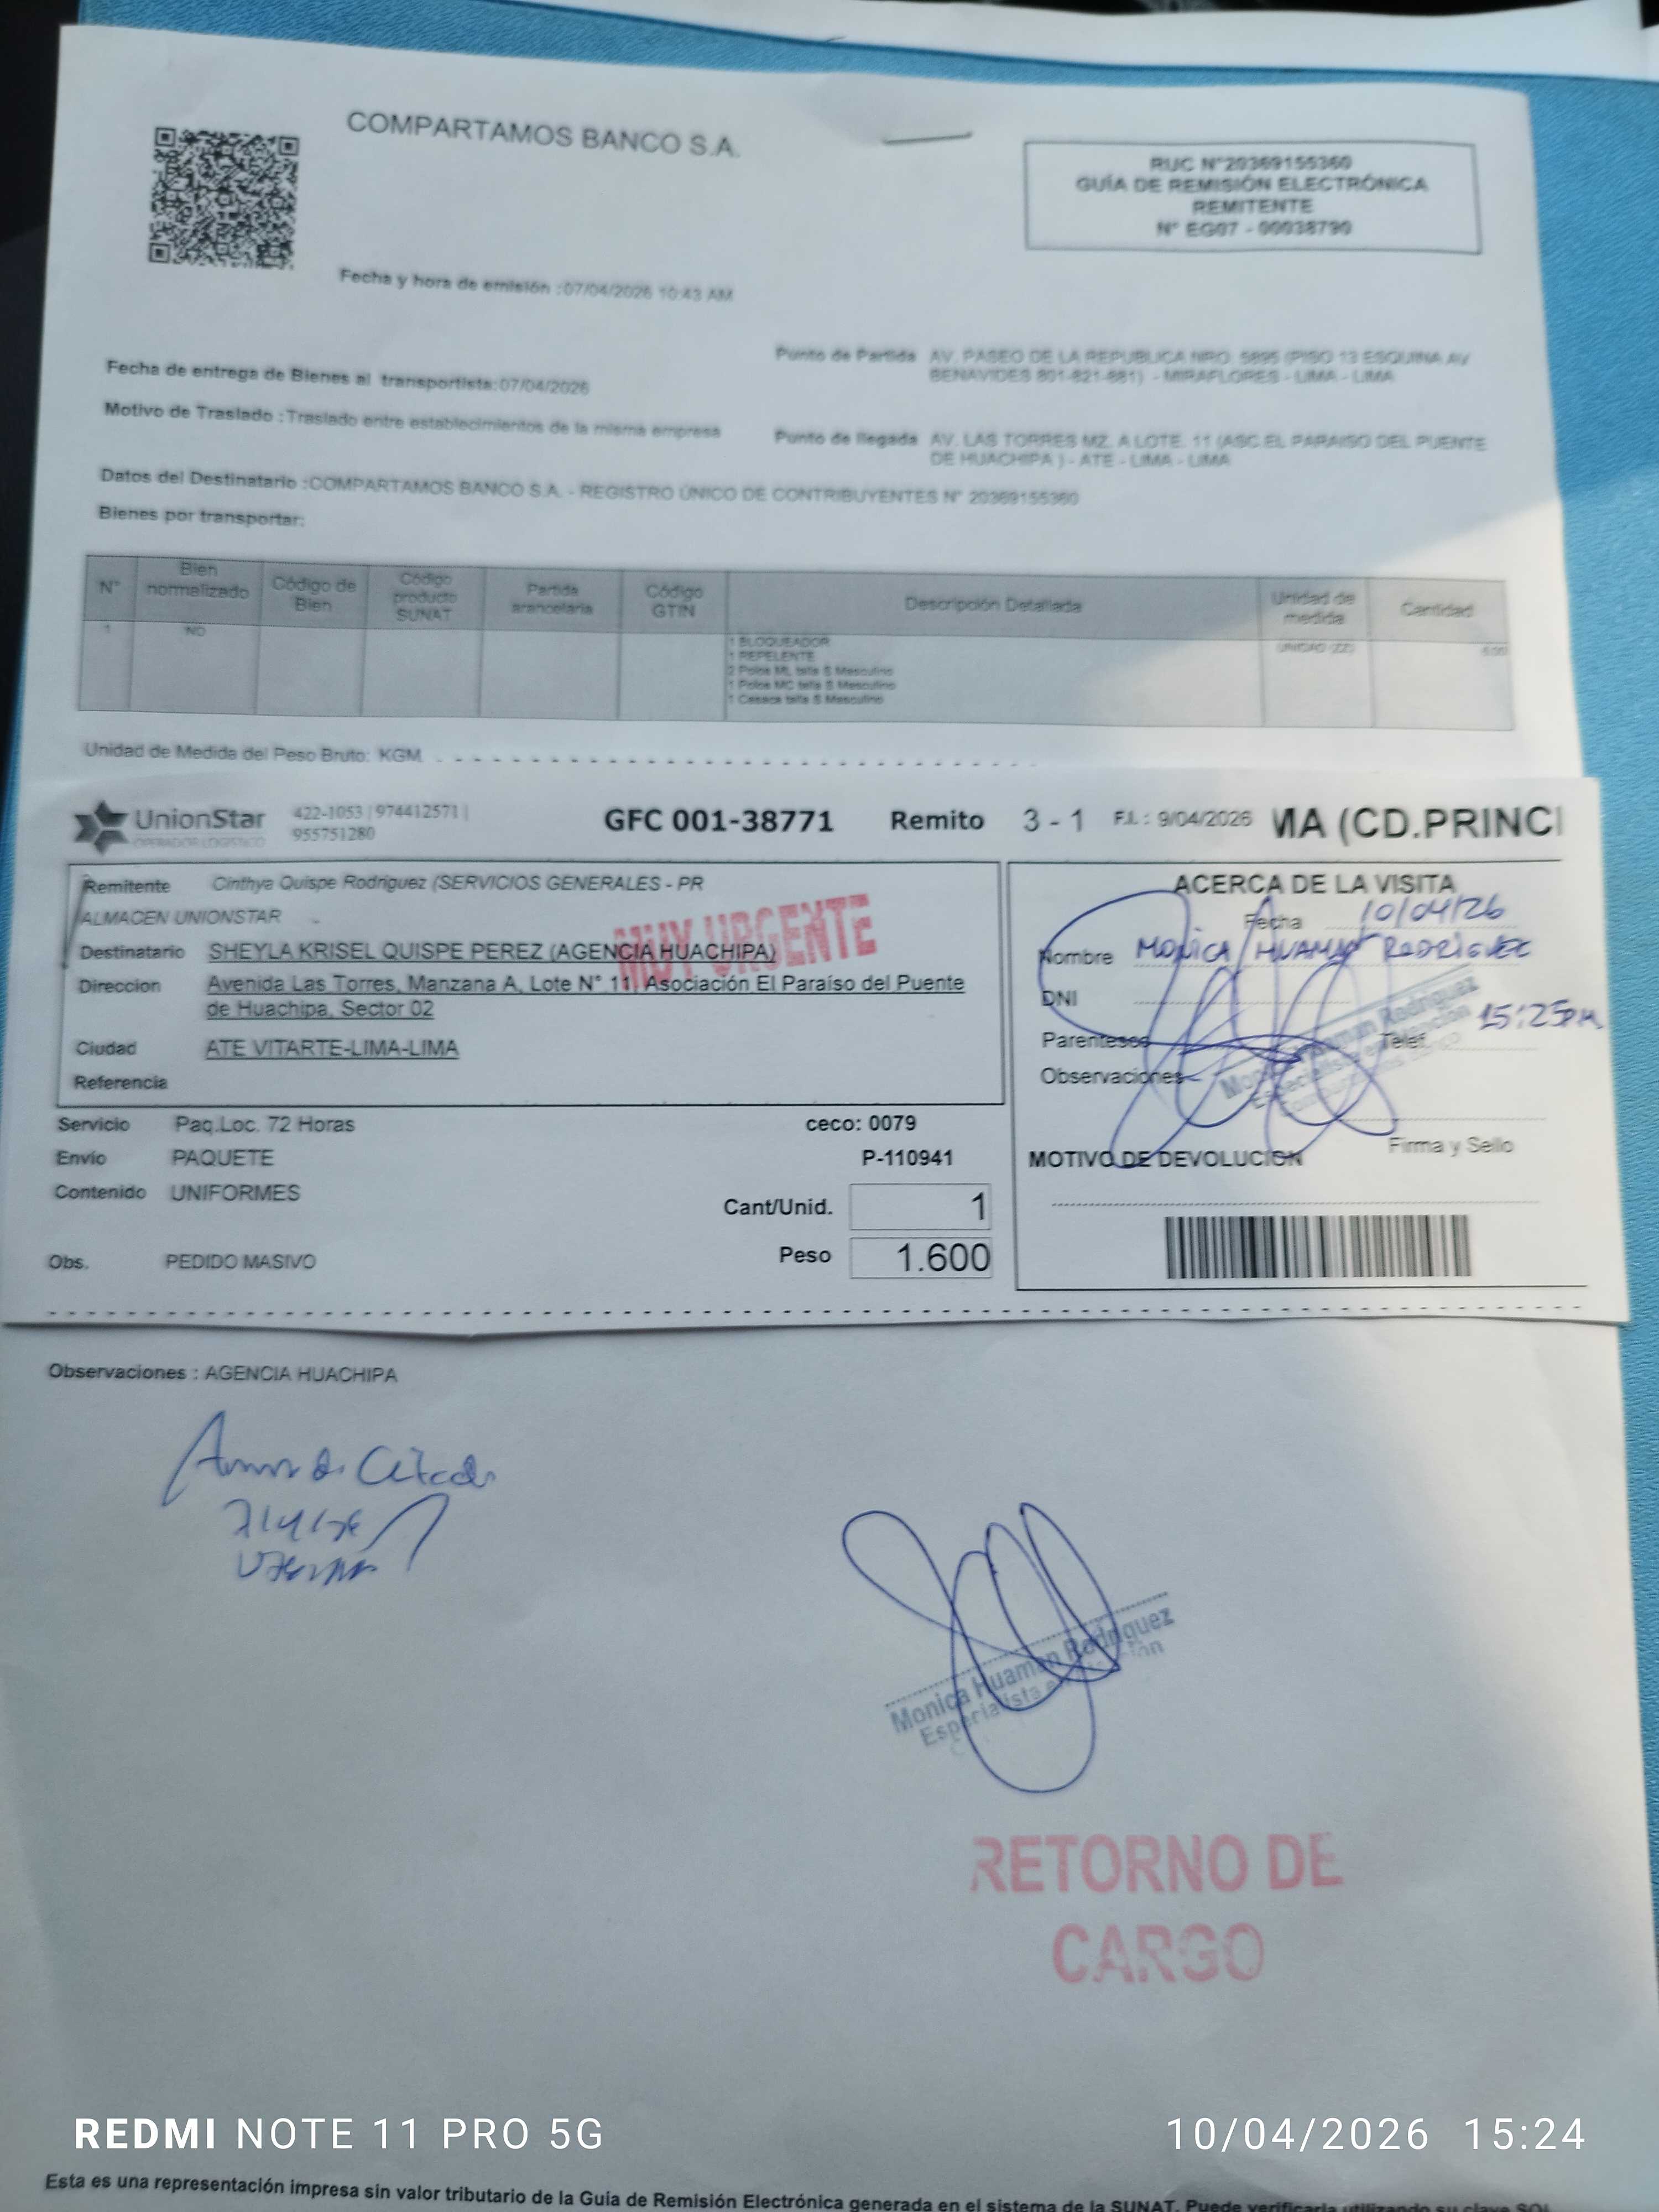 COMPARTAMOS BANCO S.A.
RUC N°20369155360
GUÍA DE REMISIÓN ELECTRÓNICA
REMITENTE
N° EG07 - 00038790
Fecha y hora de emisión :07/04/2026 10:43 AM
Fecha de entrega de Bienes al transportista:07/04/2026
Motivo de Traslado :Traslado entre establecimientos de la misma empresa
Punto de Partida AV. PASEO DE LA REPUBLICA NRO. 5895 (PISO 13 ESQUINA AV
BENAVIDES 801-821-881) - MIRAFLORES - LIMA - LIMA
Punto de llegada AV. LAS TORRES MZ. A LOTE. 11 (ASC.EL PARAISO DEL PUENTE
DE HUACHIPA ) - ATE - LIMA - LIMA
Datos del Destinatario :COMPARTAMOS BANCO S.A. - REGISTRO ÚNICO DE CONTRIBUYENTES N° 20369155360
Bienes por transportar:
N° Bien normalizado Código de Bien Código producto SUNAT Partida arancelaria Código GTIN Descripción Detallada Unidad de medida Cantidad
1 NO 1 BLOQUEADOR UNIDAD (ZZ)
1 REPELENTE
2 Polos ML talla S Masculino
1 Polos MC talla S Masculino
1 Casaca talla S Masculino
Unidad de Medida del Peso Bruto: KGM
UnionStar
OPERADOR LOGISTICO
422-1053 | 974412571 |
955751280
GFC 001-38771 Remito 3 - 1 F.I. : 9/04/2026 MA (CD.PRINCI
Remitente Cinthya Quispe Rodriguez (SERVICIOS GENERALES - PR
ALMACEN UNIONSTAR
MUY URGENTE
Destinatario SHEYLA KRISEL QUISPE PEREZ (AGENCIA HUACHIPA)
Direccion Avenida Las Torres, Manzana A, Lote N° 11, Asociación El Paraíso del Puente
de Huachipa, Sector 02
Ciudad ATE VITARTE-LIMA-LIMA
Referencia
Servicio Paq.Loc. 72 Horas ceco: 0079
Envio PAQUETE P-110941
Contenido UNIFORMES
Cant/Unid. 1
Obs. PEDIDO MASIVO
Peso 1.600
ACERCA DE LA VISITA
Fecha 10/04/26
Nombre MONICA HUAMAN RODRIGUEZ
DNI
15:25PM
Parentesco Telef.
Observaciones
Firma y Sello
MOTIVO DE DEVOLUCION
Observaciones : AGENCIA HUACHIPA
Monica Huaman Rodriguez
RETORNO DE
CARGO
REDMI NOTE 11 PRO 5G
10/04/2026 15:24
Esta es una representación impresa sin valor tributario de la Guía de Remisión Electrónica generada en el sistema de la SUNAT. Puede verificarla utilizando su clave SOL